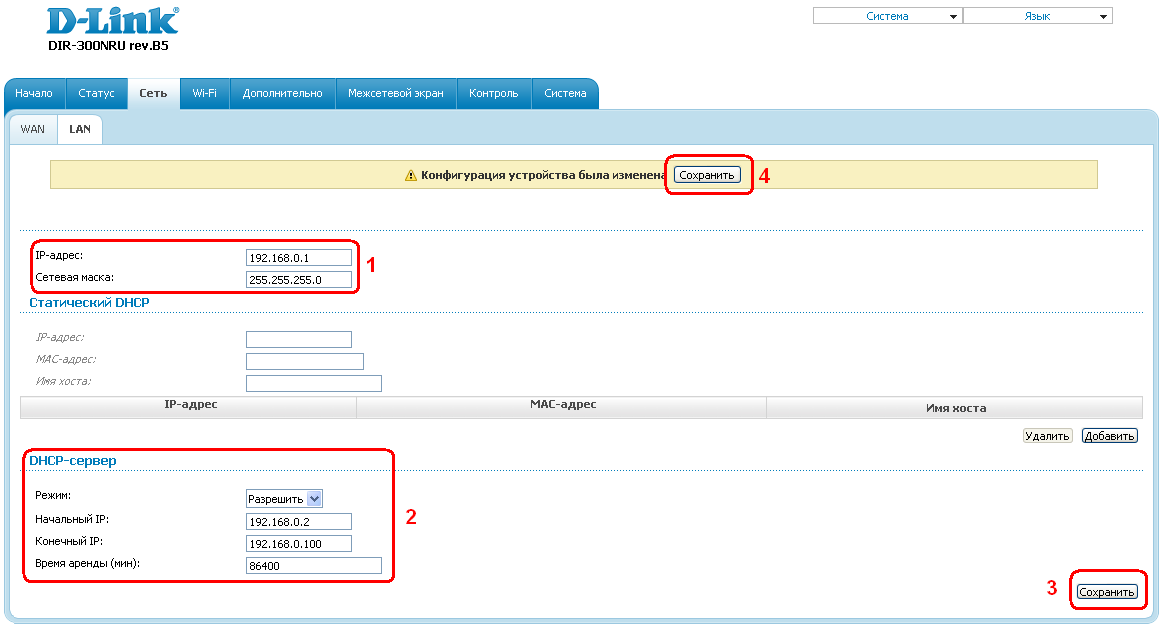 D-Link®
DIR-300NRU rev.B5
Система Язык
Начало Статус Сеть Wi-Fi Дополнительно Межсетевой экран Контроль Система
WAN LAN
Конфигурация устройства была изменена Сохранить 4
IP-адрес: 192.168.0.1
1
Сетевая маска: 255.255.255.0
Статический DHCP
IP-адрес:
MAC-адрес:
Имя хоста:
IP-адрес MAC-адрес Имя хоста
Удалить Добавить
DHCP-сервер
Режим: Разрешить
2
Начальный IP: 192.168.0.2
Конечный IP: 192.168.0.100
Время аренды (мин): 86400
3 Сохранить